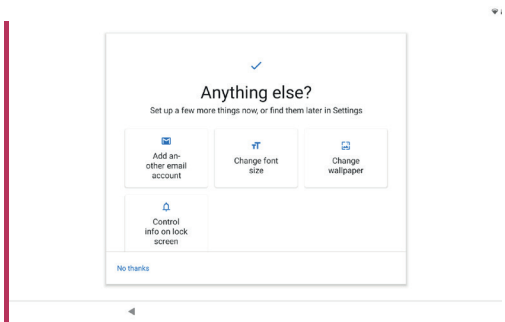 Anything else?
Set up a few more things now, or find them later in Settings
Add an-
other email
account
Change font
size
Change
wallpaper
Control
info on lock
screen
No thanks